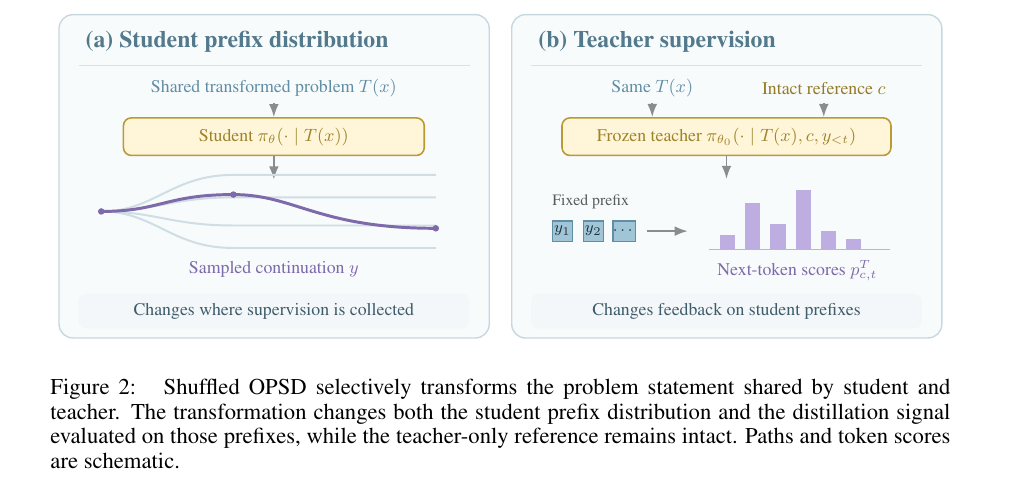 (a) Student prefix distribution
Shared transformed problem T(x)
Student πθ(· | T(x))
Sampled continuation y
Changes where supervision is collected
(b) Teacher supervision
Same T(x)
Intact reference c
Frozen teacher πθ₀(· | T(x), c, y<t)
Fixed prefix
y₁ y₂ ···
Next-token scores p^T_{c,t}
Changes feedback on student prefixes
Figure 2: Shuffled OPSD selectively transforms the problem statement shared by student and
teacher. The transformation changes both the student prefix distribution and the distillation signal
evaluated on those prefixes, while the teacher-only reference remains intact. Paths and token scores
are schematic.